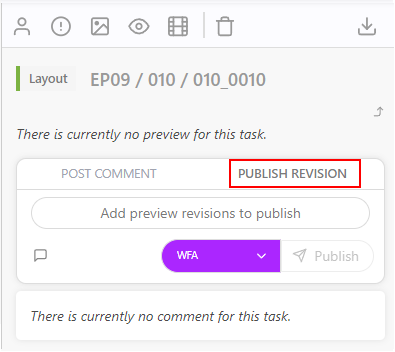 Layout EP09 / 010 / 010_0010
There is currently no preview for this task.
POST COMMENT PUBLISH REVISION
Add preview revisions to publish
WFA Publish
There is currently no comment for this task.